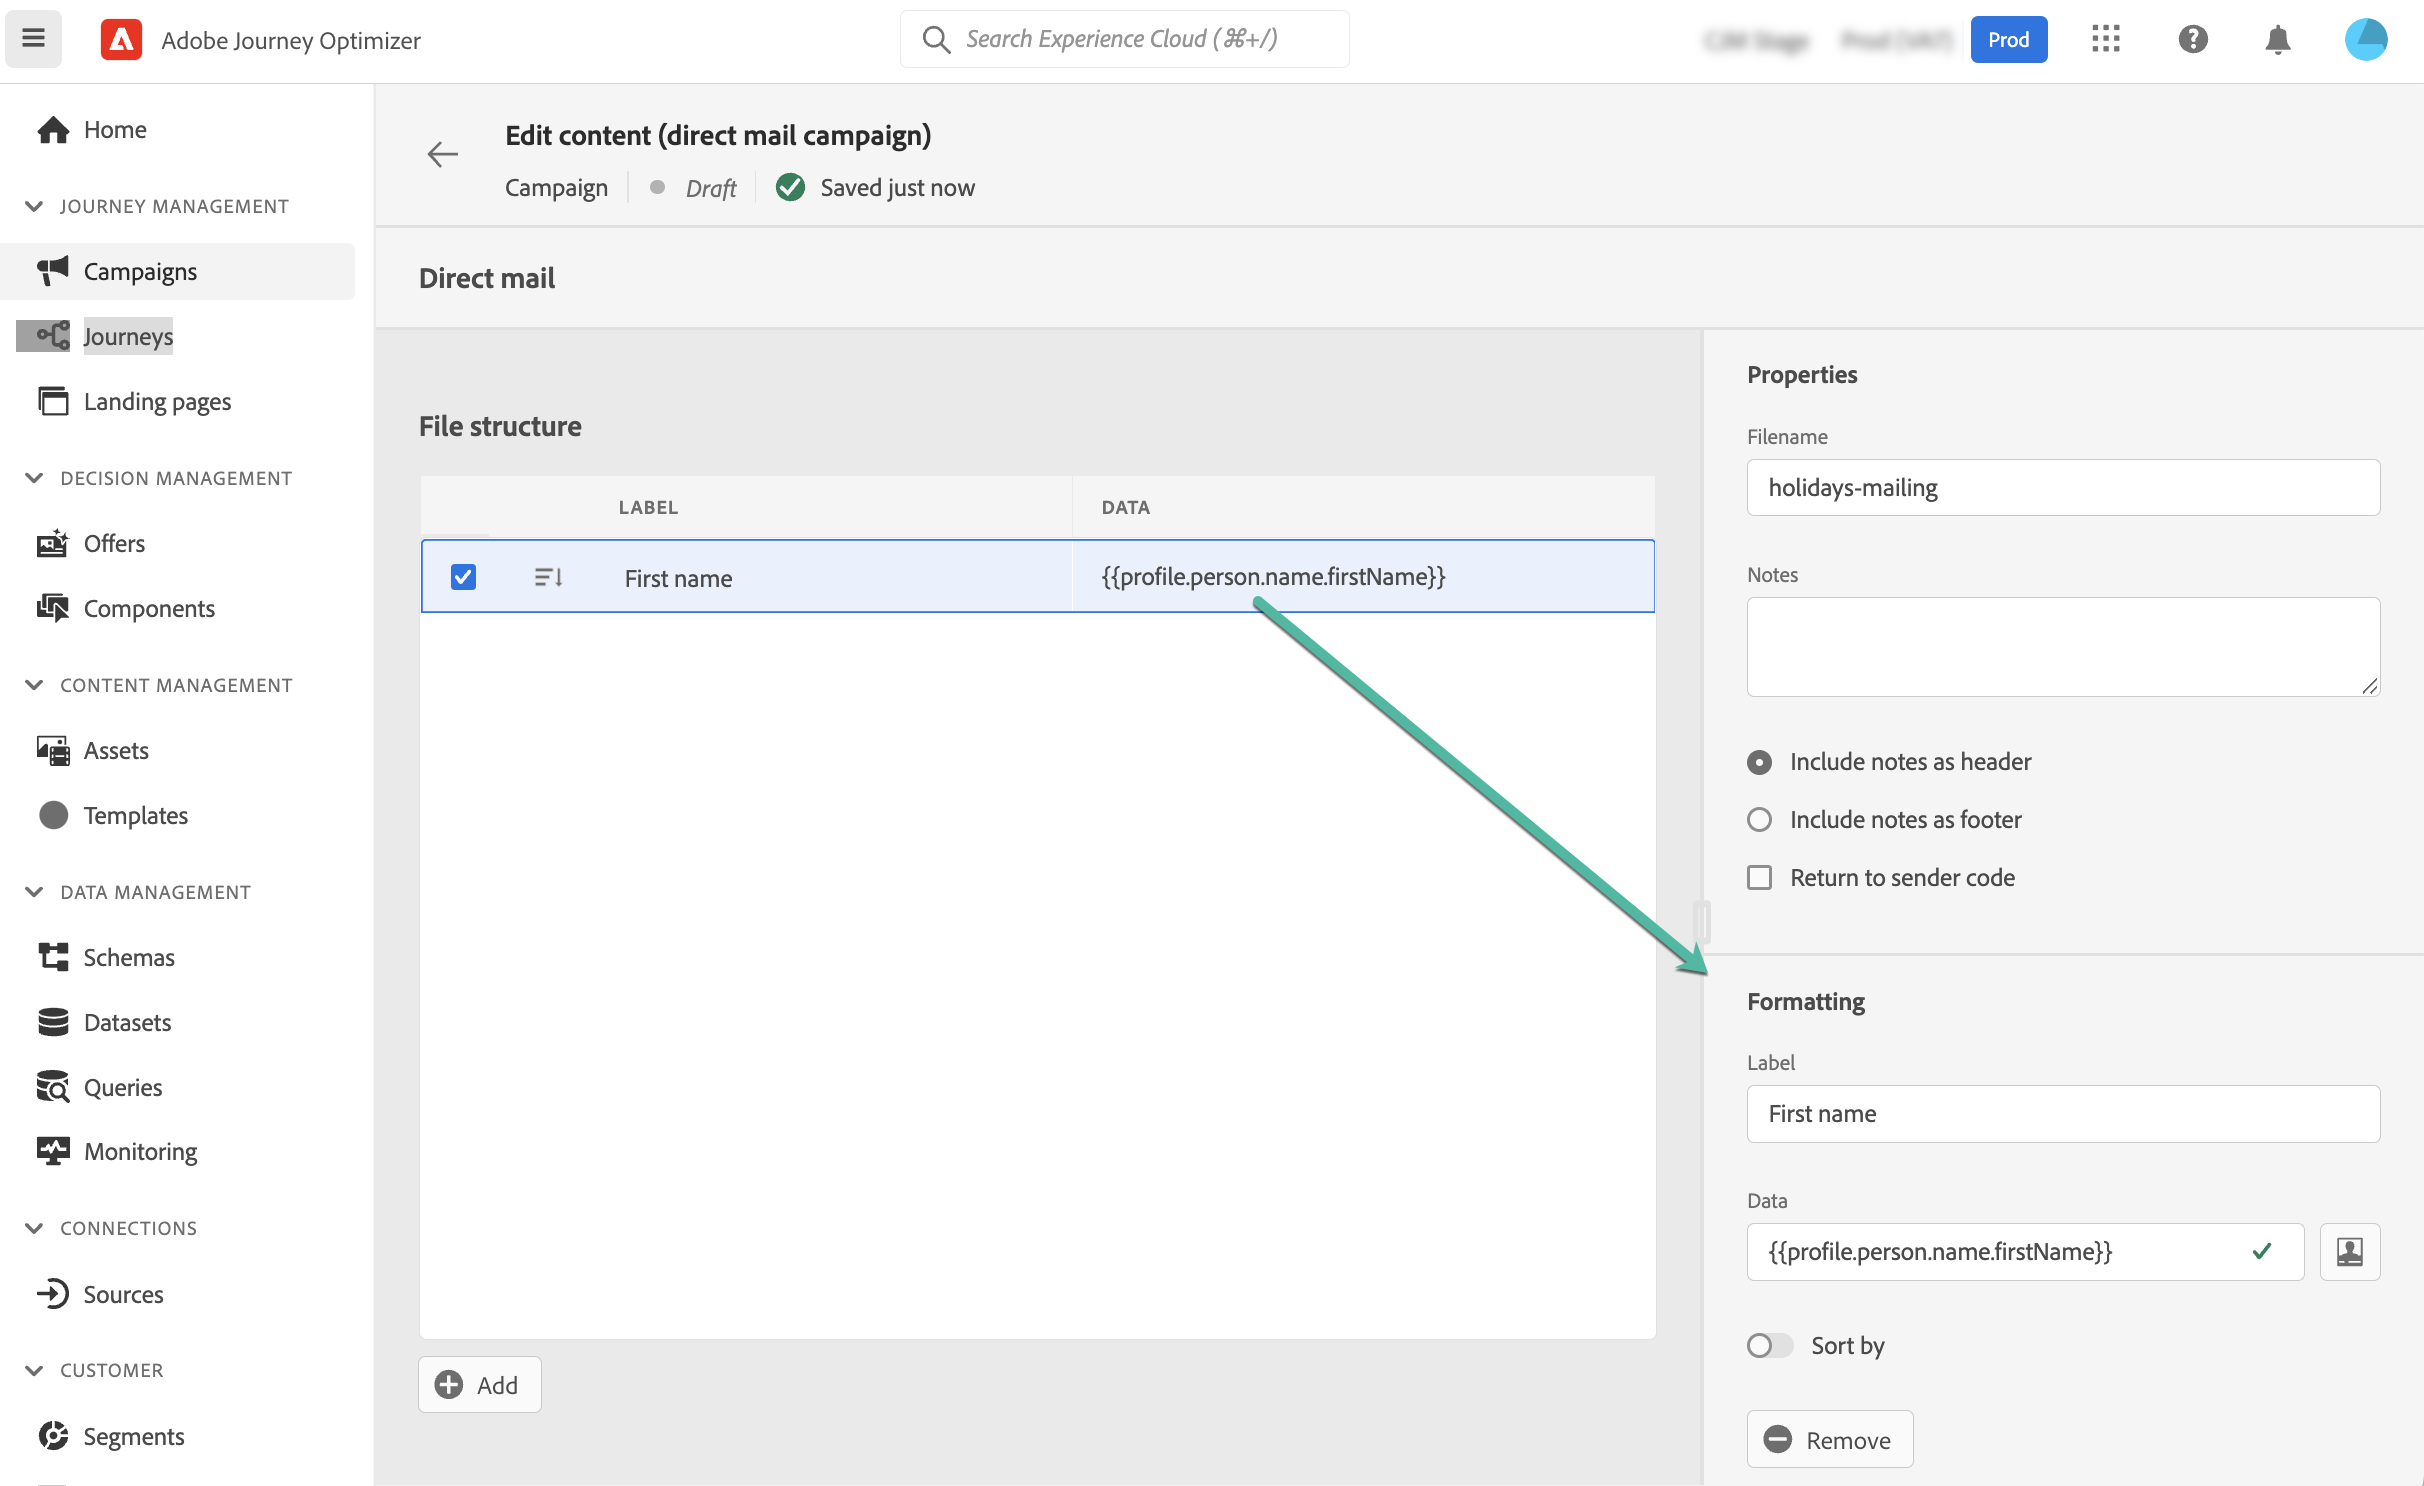 Adobe Journey Optimizer
Search Experience Cloud (⌘+/)
Prod
Home
JOURNEY MANAGEMENT
Campaigns
Journeys
Landing pages
DECISION MANAGEMENT
Offers
Components
CONTENT MANAGEMENT
Assets
Templates
DATA MANAGEMENT
Schemas
Datasets
Queries
Monitoring
CONNECTIONS
Sources
CUSTOMER
Segments
Edit content (direct mail campaign)
Campaign Draft Saved just now
Direct mail
File structure
LABEL DATA
First name {{profile.person.name.firstName}}
Add
Properties
Filename
holidays-mailing
Notes
Include notes as header
Include notes as footer
Return to sender code
Formatting
Label
First name
Data
{{profile.person.name.firstName}}
Sort by
Remove